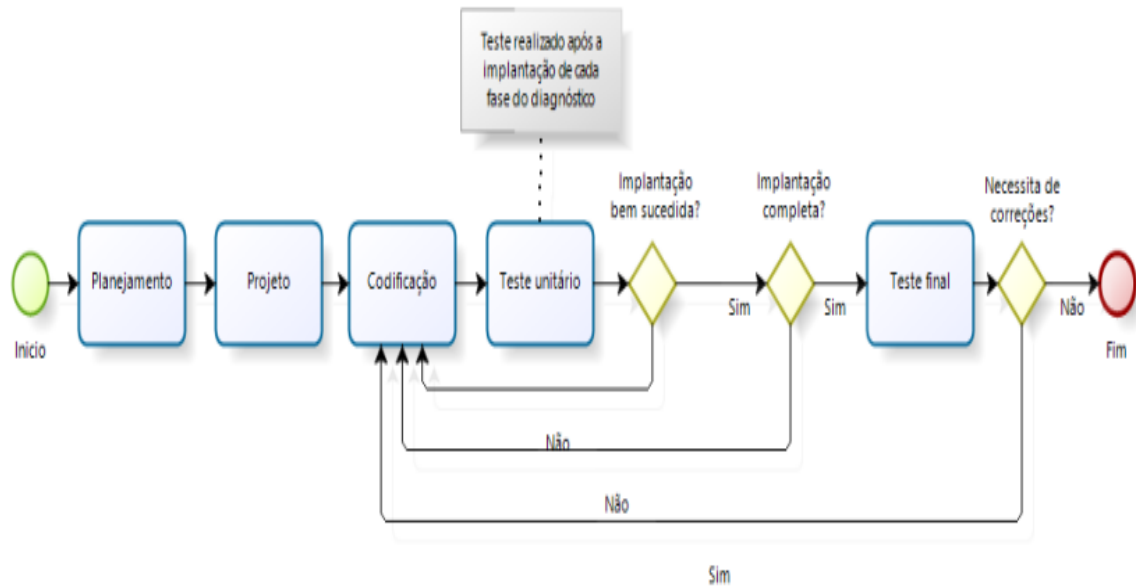 Teste realizado após a
implantação de cada
fase do diagnóstico
Implantação
bem sucedida?
Implantação
completa?
Necessita de
correções?
Planejamento
Projeto
Codificação
Teste unitário
Teste final
Sim
Sim
Não
Inicio
Fim
Não
Não
Sim